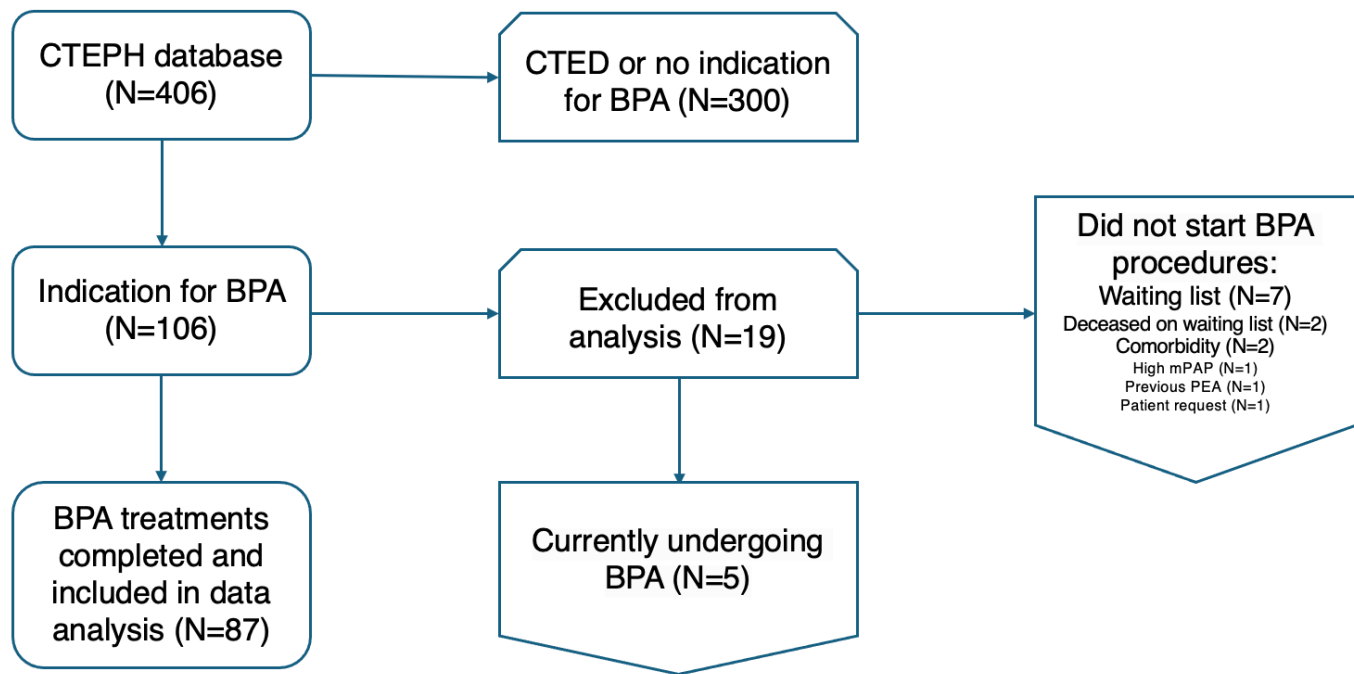 CTEPH database
(N=406)
CTED or no indication
for BPA (N=300)
Indication for BPA
(N=106)
Excluded from
analysis (N=19)
Did not start BPA
procedures:
Waiting list (N=7)
Deceased on waiting list (N=2)
Comorbidity (N=2)
High mPAP (N=1)
Previous PEA (N=1)
Patient request (N=1)
BPA treatments
completed and
included in data
analysis (N=87)
Currently undergoing
BPA (N=5)